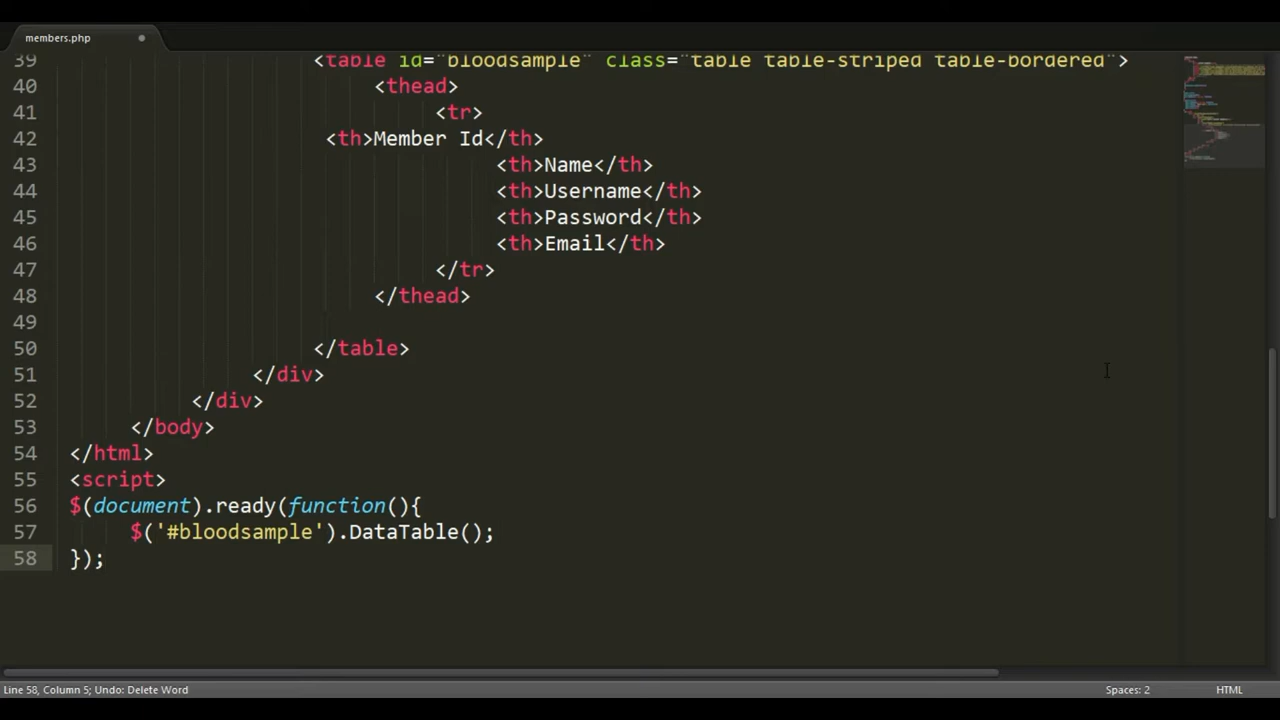 members.php
39 <table id="bloodsample" class="table table-striped table-bordered">
40 <thead>
41 <tr>
42 <th>Member Id</th>
43 <th>Name</th>
44 <th>Username</th>
45 <th>Password</th>
46 <th>Email</th>
47 </tr>
48 </thead>
49
50 </table>
51 </div>
52 </div>
53 </body>
54 </html>
55 <script>
56 $(document).ready(function(){
57 $('#bloodsample').DataTable();
58 });
Line 58, Column 5; Undo: Delete Word Spaces: 2 HTML